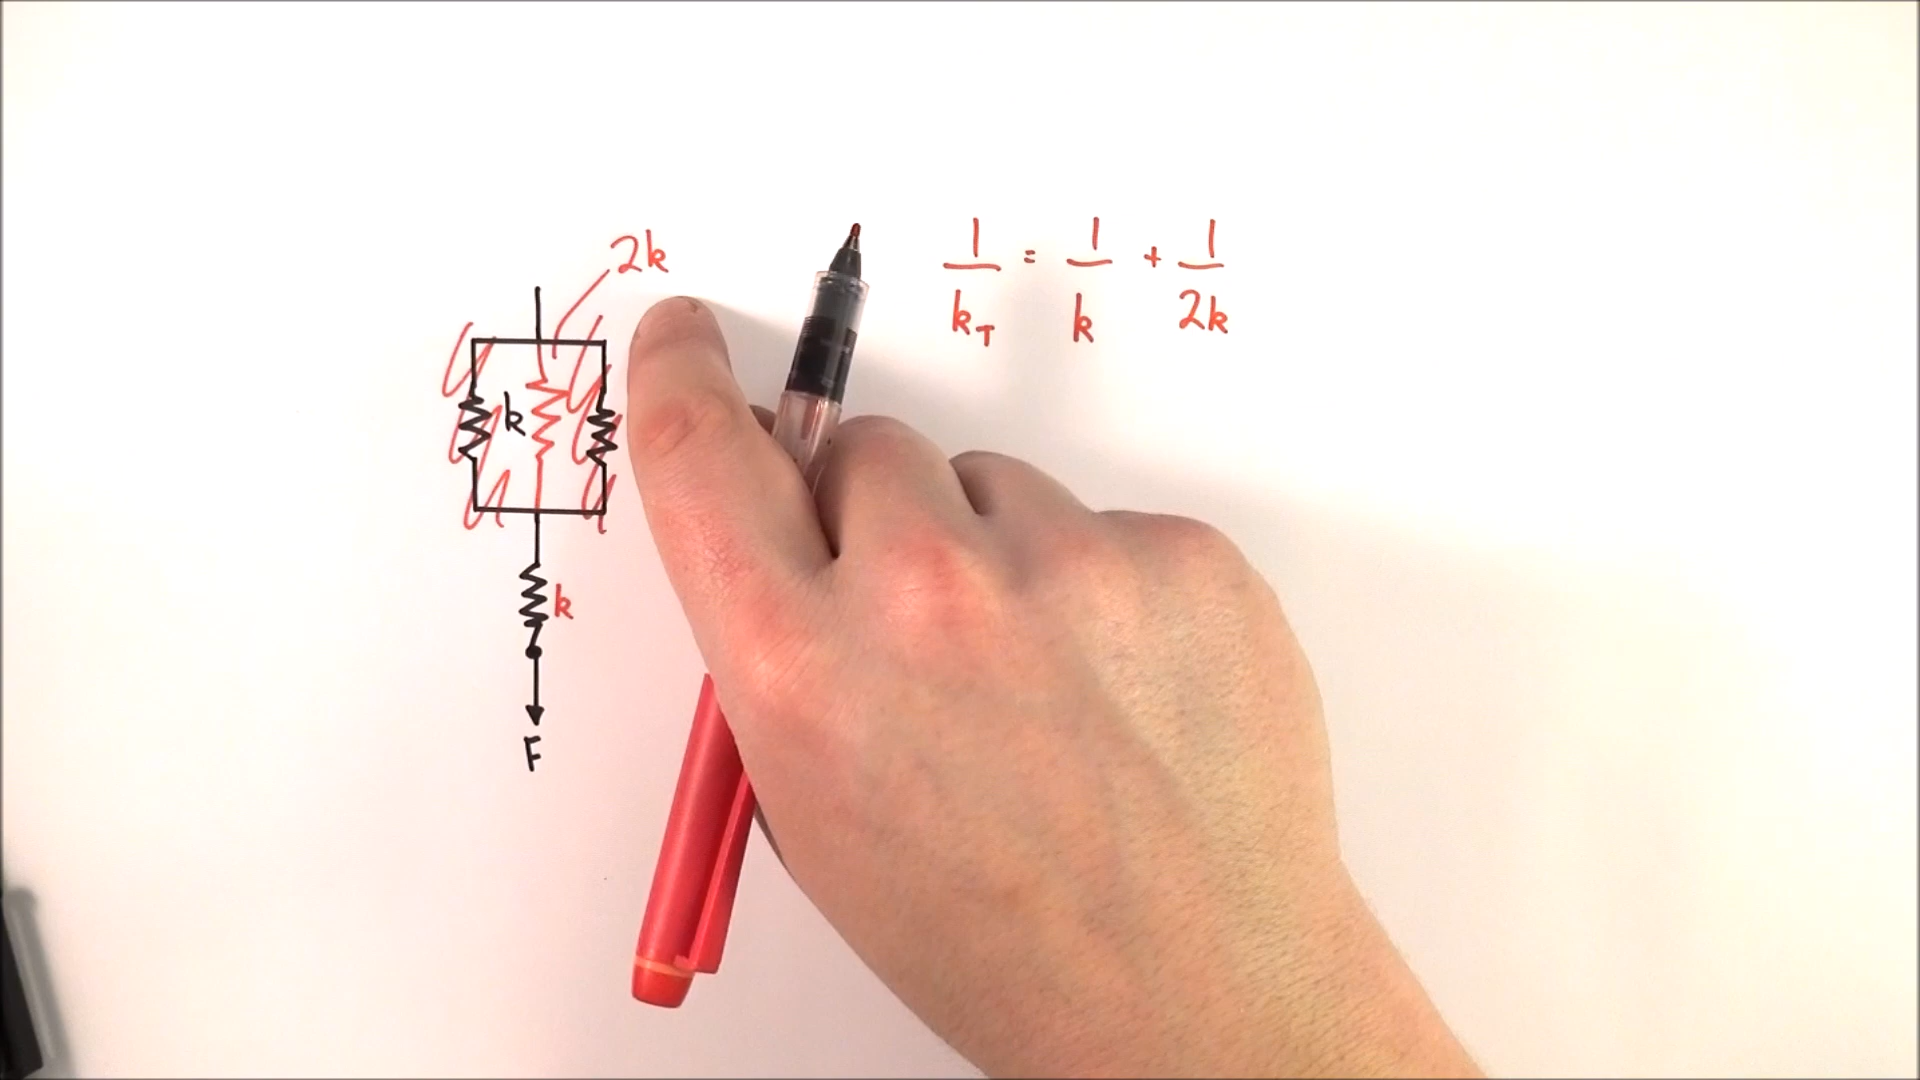 2k
1/k_T = 1/k + 1/2k
k
k
F